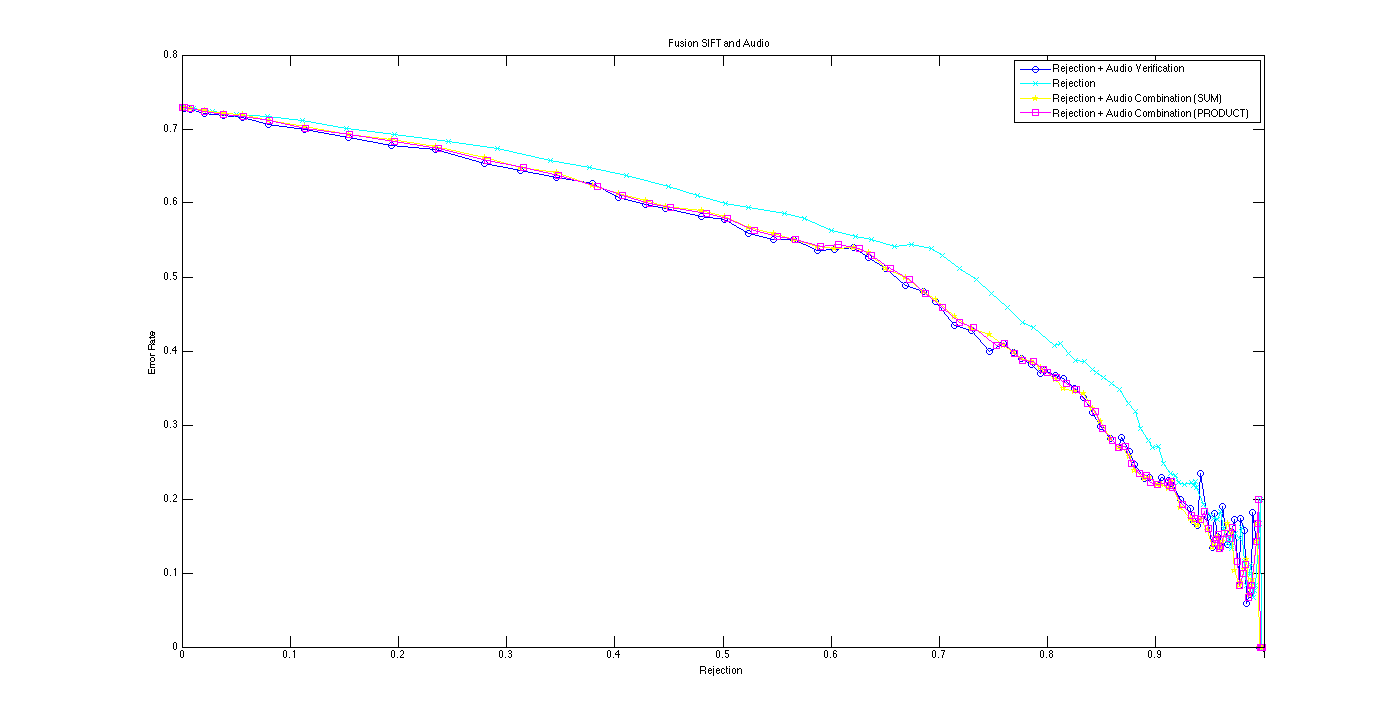 Fusion SIFT and Audio
Rejection + Audio Verification
Rejection
Rejection + Audio Combination (SUM)
Rejection + Audio Combination (PRODUCT)
0.8
0.7
0.6
0.5
0.4
0.3
0.2
0.1
0
Error Rate
0
0.1
0.2
0.3
0.4
0.5
0.6
0.7
0.8
0.9
Rejection